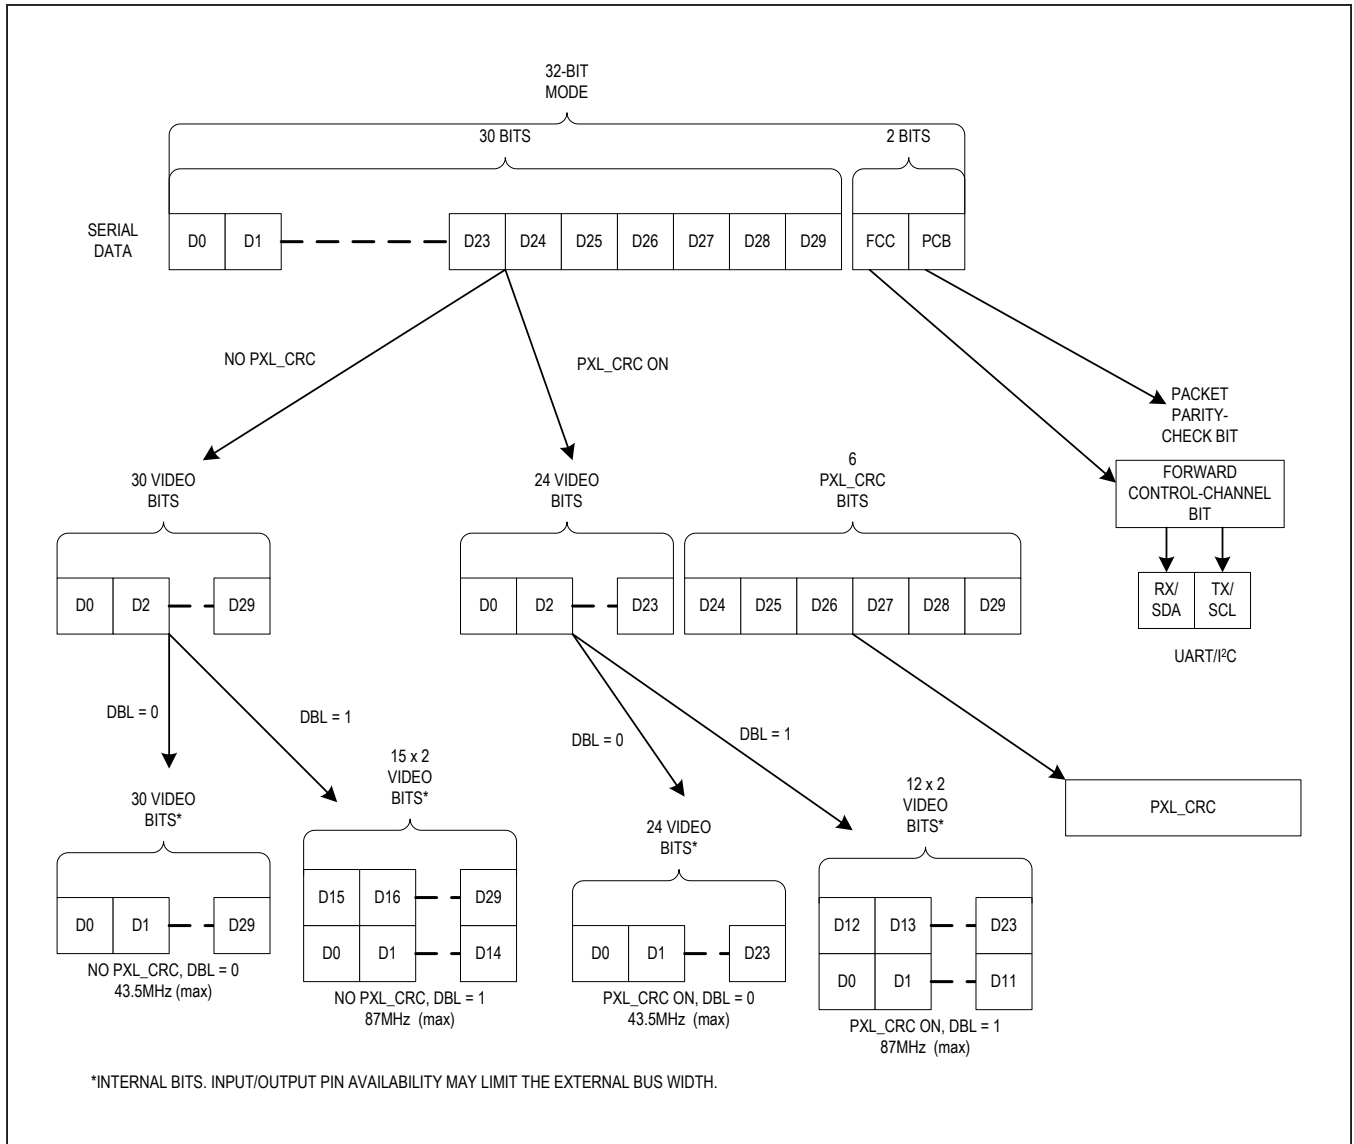 32-BIT
MODE
30 BITS
2 BITS
SERIAL
DATA
D0 D1 D23 D24 D25 D26 D27 D28 D29 FCC PCB
NO PXL_CRC
PXL_CRC ON
PACKET
PARITY-
CHECK BIT
30 VIDEO
BITS
24 VIDEO
BITS
6
PXL_CRC
BITS
FORWARD
CONTROL-CHANNEL
BIT
D0 D2 D29
D0 D2 D23
D24 D25 D26 D27 D28 D29
RX/
SDA
TX/
SCL
UART/I²C
DBL = 0
DBL = 1
DBL = 0
DBL = 1
30 VIDEO
BITS*
15 x 2
VIDEO
BITS*
24 VIDEO
BITS*
12 x 2
VIDEO
BITS*
PXL_CRC
D0 D1 D29
NO PXL_CRC, DBL = 0
43.5MHz (max)
D15 D16 D29
D0 D1 D14
NO PXL_CRC, DBL = 1
87MHz (max)
D0 D1 D23
PXL_CRC ON, DBL = 0
43.5MHz (max)
D12 D13 D23
D0 D1 D11
PXL_CRC ON, DBL = 1
87MHz (max)
*INTERNAL BITS. INPUT/OUTPUT PIN AVAILABILITY MAY LIMIT THE EXTERNAL BUS WIDTH.